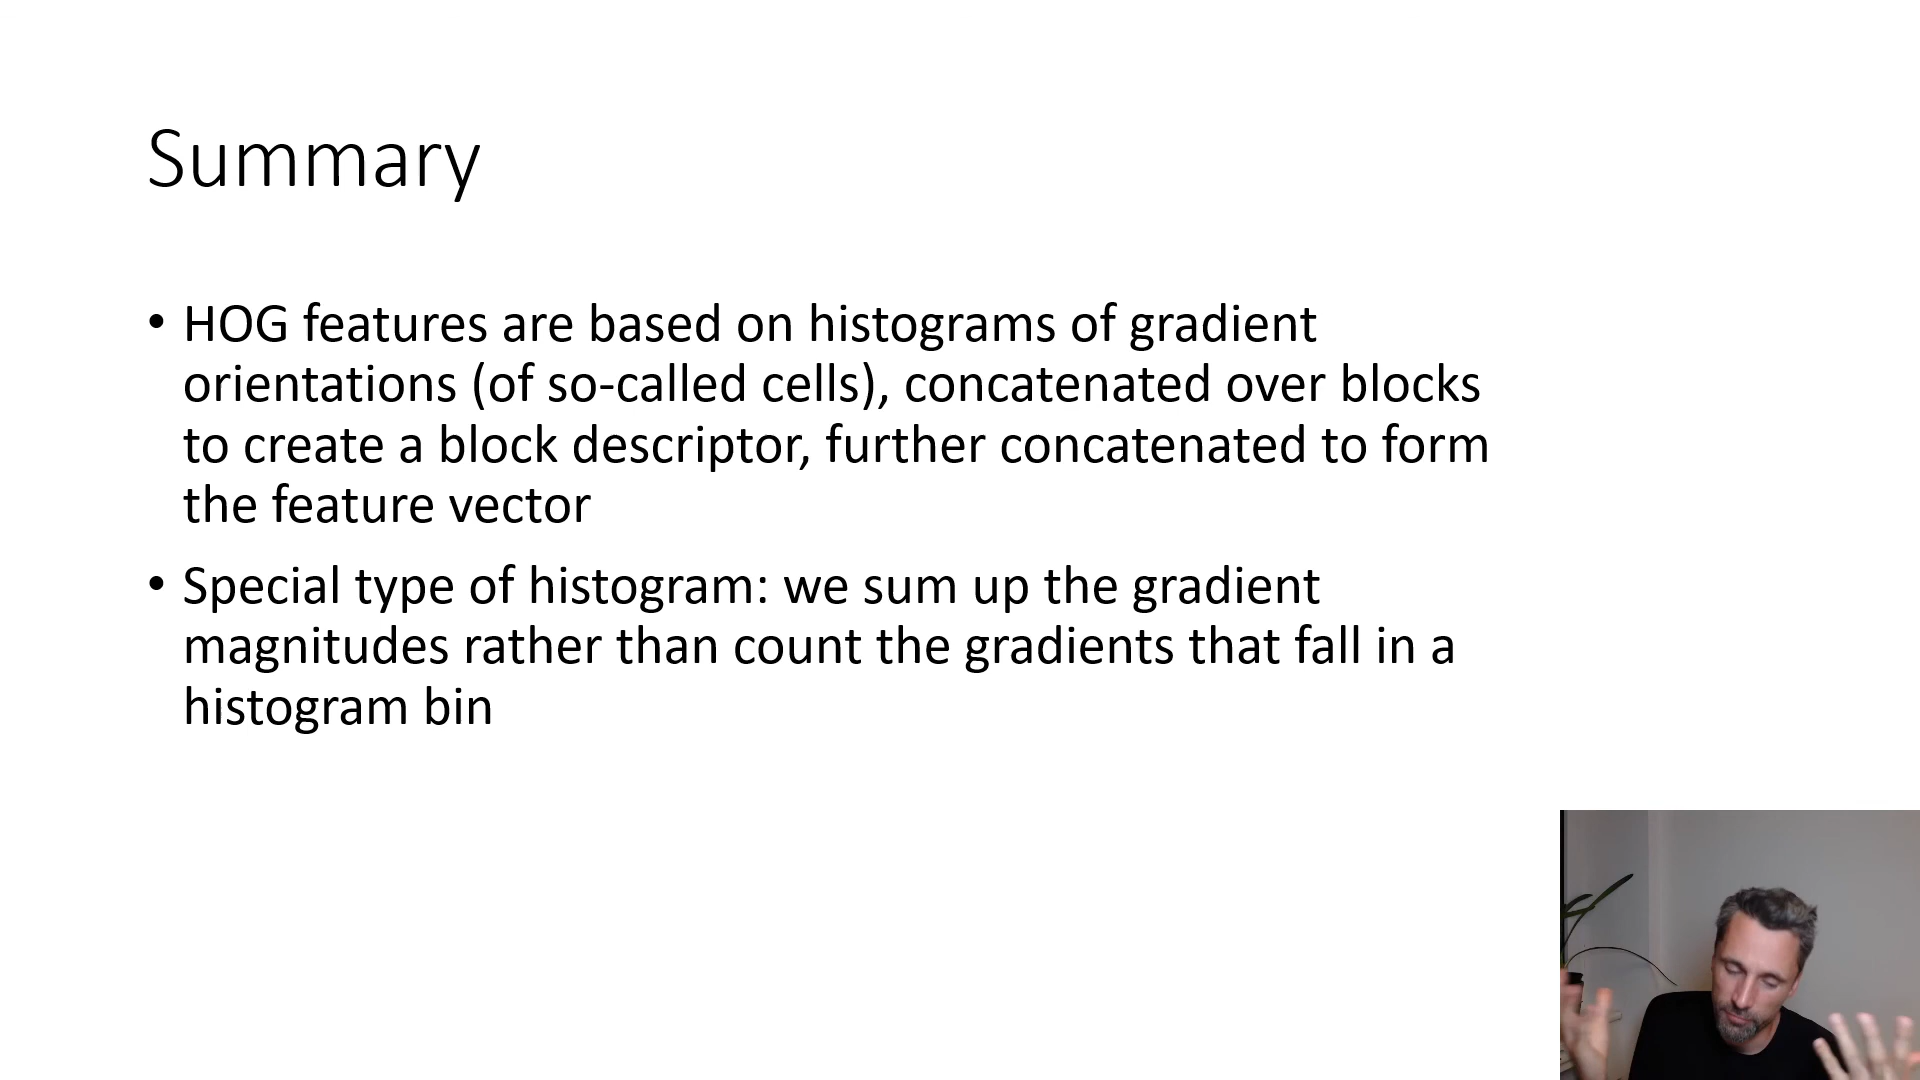 Summary
• HOG features are based on histograms of gradient
orientations (of so-called cells), concatenated over blocks
to create a block descriptor, further concatenated to form
the feature vector
• Special type of histogram: we sum up the gradient
magnitudes rather than count the gradients that fall in a
histogram bin